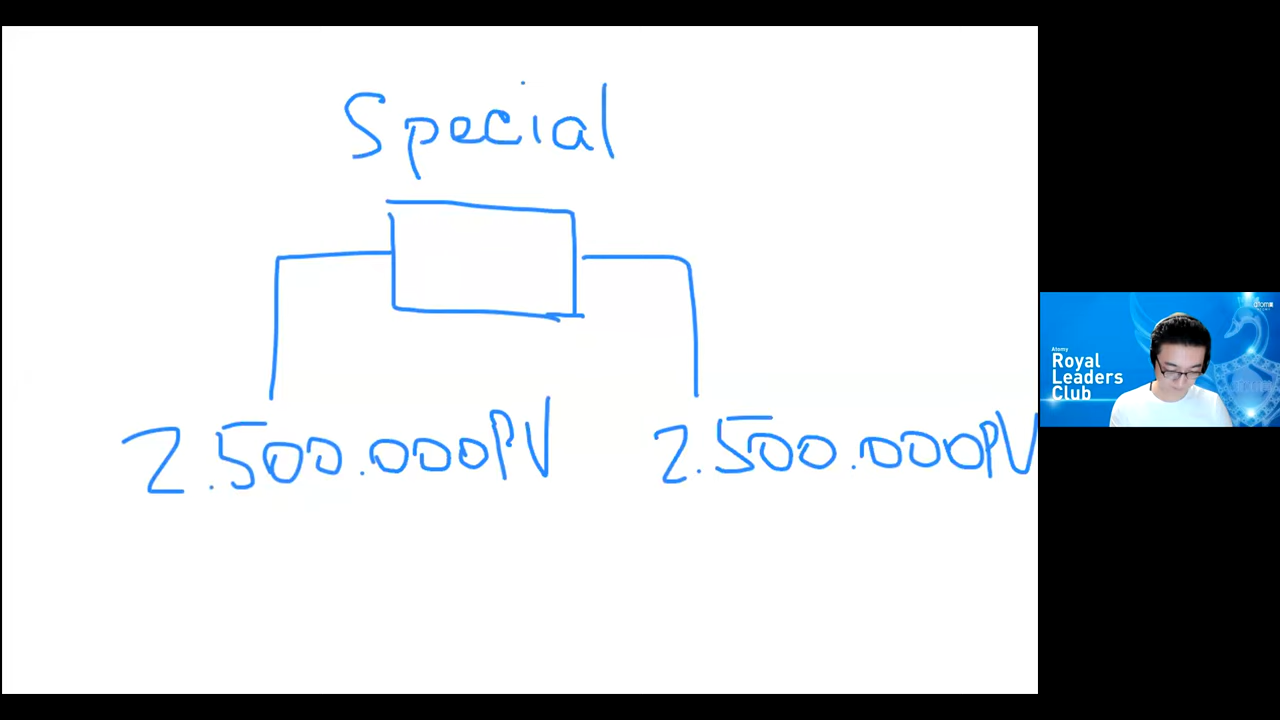 Special
2.500.000PV 2.500.000PV
Atomy
Royal
Leaders
Club